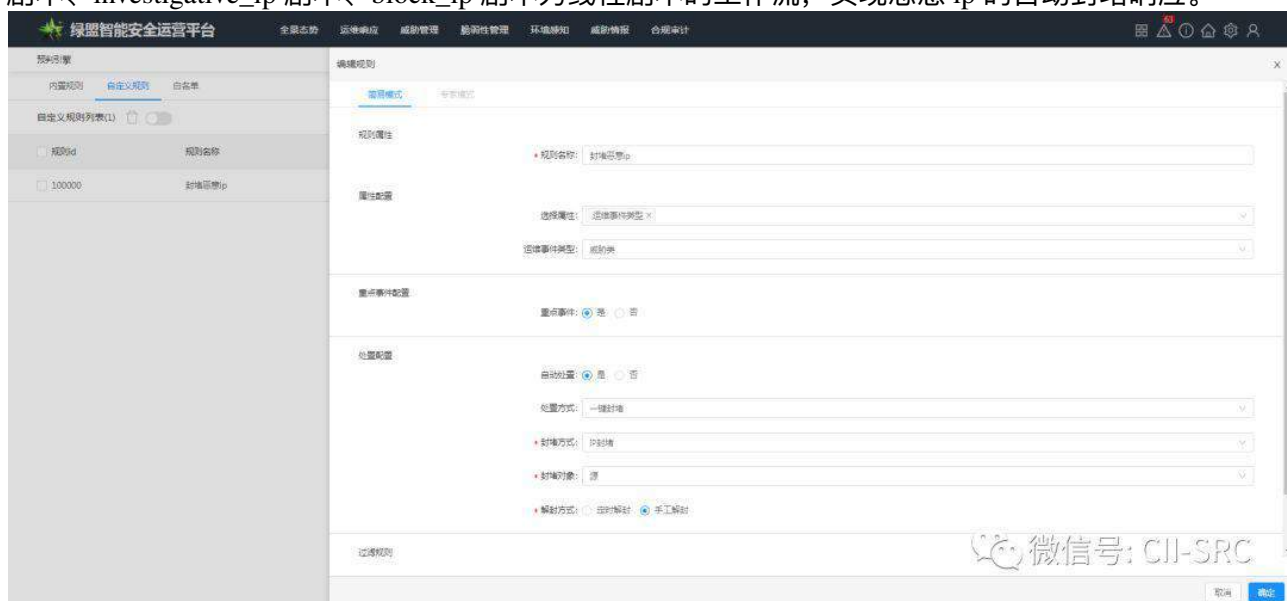 剧本、investigative_ip 剧本、block_ip 剧本为线性剧本的工作流，实现恶意 ip 的自动封堵响应。
绿盟智能安全运营平台 全景态势 运维响应 威胁管理 脆弱性管理 环境感知 威胁情报 合规审计 63
预判引擎
编辑规则
内置规则 自定义规则 白名单
简易模式 专家模式
自定义规则列表(1)
规则属性
规则id 规则名称
* 规则名称: 封堵恶意ip
100000 封堵恶意ip
属性配置
选择属性: 运维事件类型 ×
运维事件类型: 威胁类
重点事件配置
重点事件: 是 否
处置配置
自动处置: 是 否
处置方式: 一键封堵
* 封堵方式: IP封堵
* 封堵对象: 源
* 解封方式: 定时解封 手工解封
过滤规则
微信号: CII-SRC
取消 确定